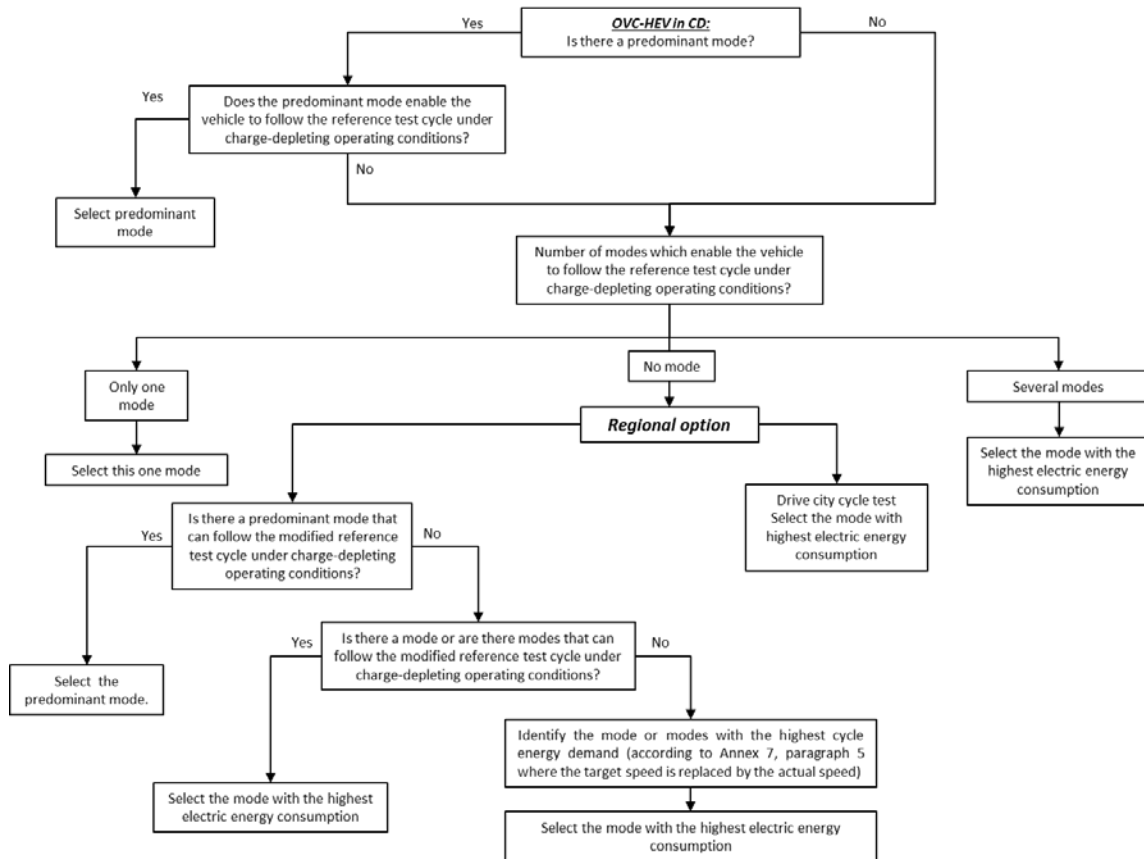 Yes
OVC-HEV in CD:
Is there a predominant mode?
No
Yes
Does the predominant mode enable the
vehicle to follow the reference test cycle under
charge-depleting operating conditions?
No
Select predominant
mode
Number of modes which enable the vehicle
to follow the reference test cycle under
charge-depleting operating conditions?
Only one
mode
No mode
Several modes
Select this one mode
Regional option
Select the mode with the
highest electric energy
consumption
Drive city cycle test
Select the mode with
highest electric energy
consumption
Yes
Is there a predominant mode that
can follow the modified reference
test cycle under charge-depleting
operating conditions?
No
Select the
predominant mode.
Yes
Is there a mode or are there modes that can
follow the modified reference test cycle under
charge-depleting operating conditions?
No
Select the mode with the highest
electric energy consumption
Identify the mode or modes with the highest cycle
energy demand (according to Annex 7, paragraph 5
where the target speed is replaced by the actual speed)
Select the mode with the highest electric energy
consumption